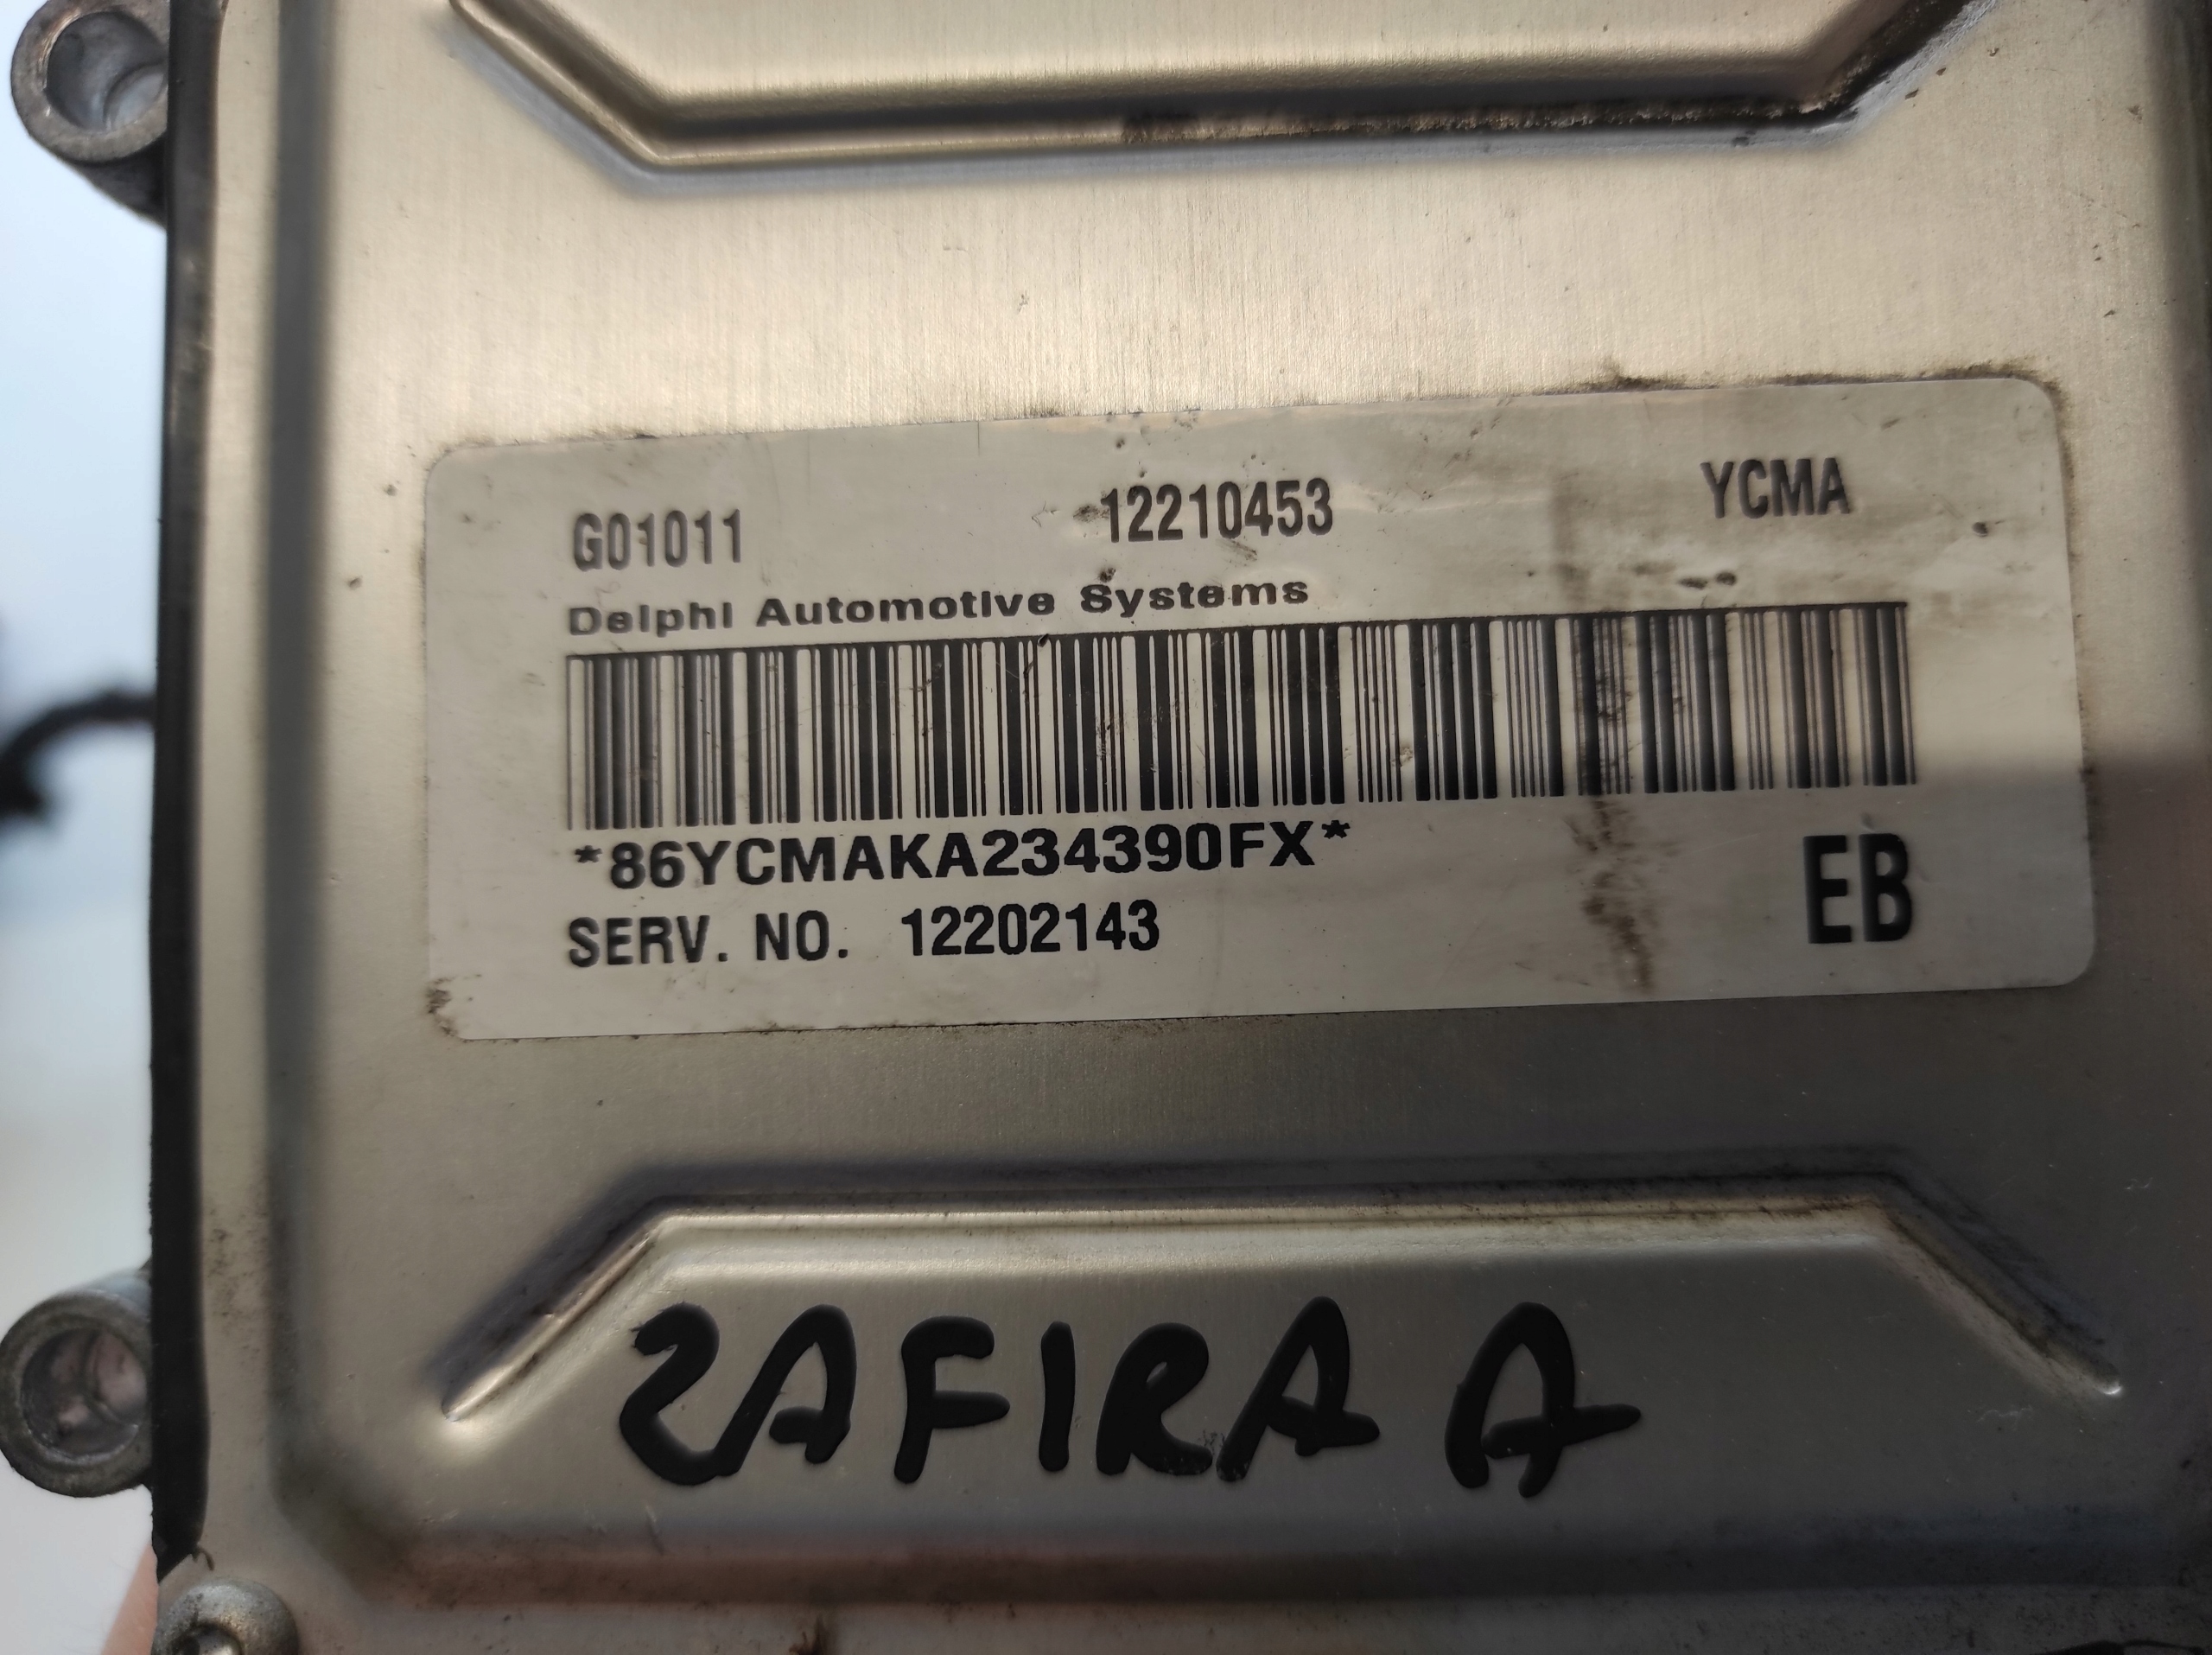 G01011 12210453 YCMA
Delphi Automotive Systems
*86YCMAKA234390FX*
EB
SERV. NO. 12202143
ZAFIRA A